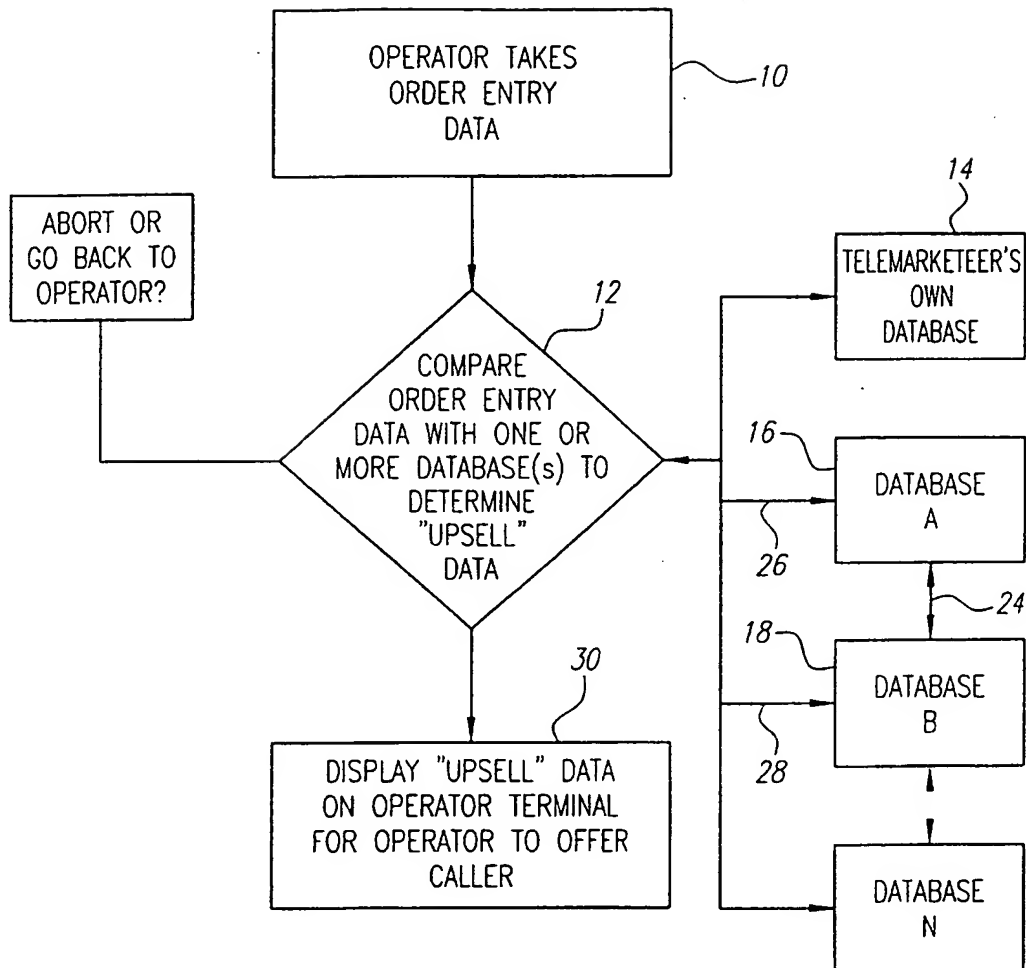 OPERATOR TAKES
ORDER ENTRY
DATA
10
ABORT OR
GO BACK TO
OPERATOR?
12
COMPARE
ORDER ENTRY
DATA WITH ONE OR
MORE DATABASE(s) TO
DETERMINE
"UPSELL"
DATA
14
TELEMARKETEER'S
OWN
DATABASE
16
DATABASE
A
26
24
18
DATABASE
B
28
30
DISPLAY "UPSELL" DATA
ON OPERATOR TERMINAL
FOR OPERATOR TO OFFER
CALLER
DATABASE
N